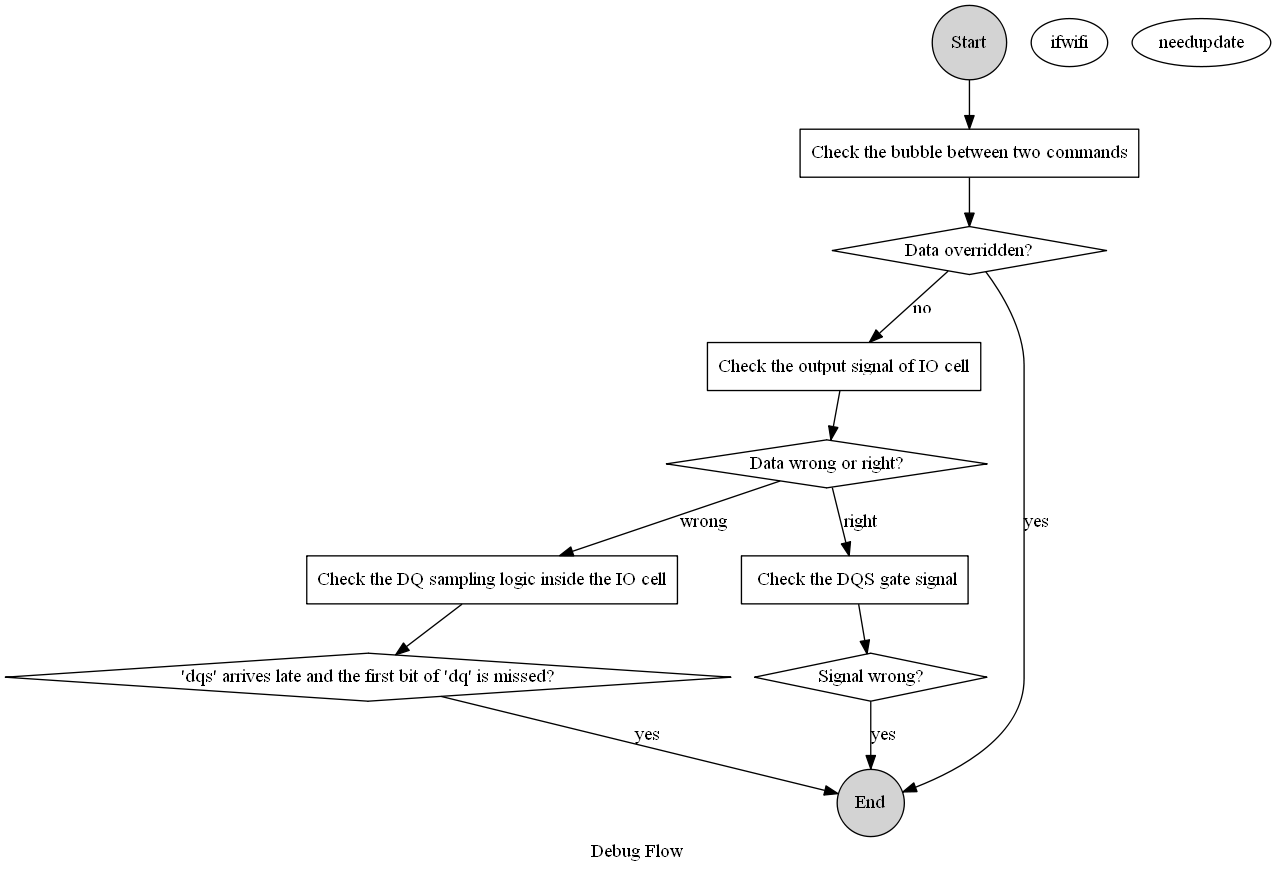 Start
ifwifi
needupdate
Check the bubble between two commands
Data overridden?
no
Check the output signal of IO cell
Data wrong or right?
wrong
right
yes
Check the DQ sampling logic inside the IO cell
Check the DQS gate signal
'dqs' arrives late and the first bit of 'dq' is missed?
Signal wrong?
yes
yes
End
Debug Flow